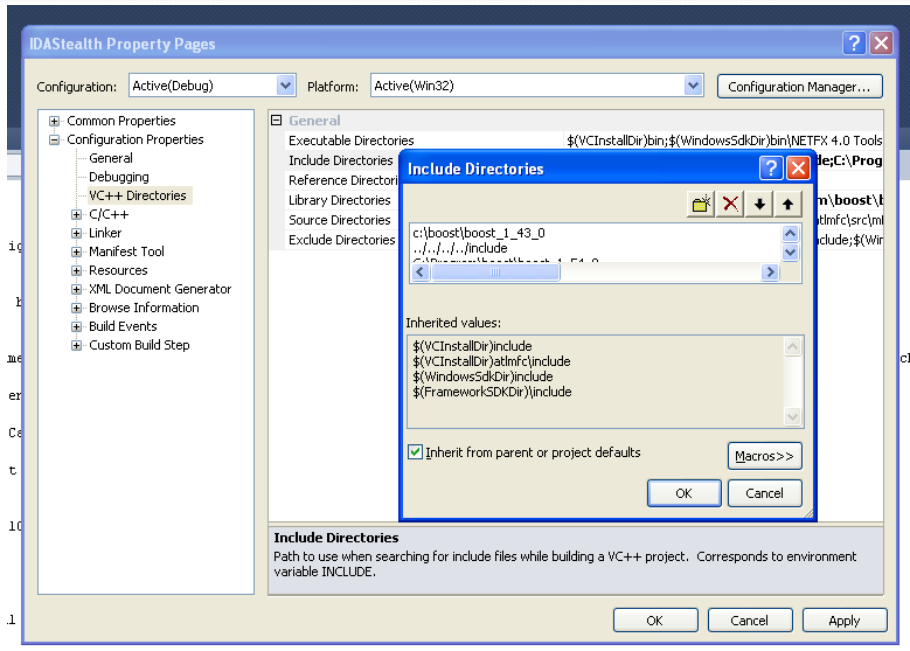 IDAStealth Property Pages
Configuration: Active(Debug) Platform: Active(Win32) Configuration Manager...
Common Properties
Configuration Properties
General
Debugging
VC++ Directories
C/C++
Linker
Manifest Tool
Resources
XML Document Generator
Browse Information
Build Events
Custom Build Step
General
Executable Directories $(VCInstallDir)bin;$(WindowsSdkDir)bin\NETFX 4.0 Tools
Include Directories de;C:\Prog
Reference Directori
Library Directories m\boost\b
Source Directories atlmfc\src\ml
Exclude Directories nclude;$(Win
Include Directories
c:\boost\boost_1_43_0
../../../../include
C:\Program\boost\boost_1_51_0
Inherited values:
$(VCInstallDir)include
$(VCInstallDir)atlmfc\include
$(WindowsSdkDir)include
$(FrameworkSDKDir)\include
Inherit from parent or project defaults
Macros>>
OK Cancel
Include Directories
Path to use when searching for include files while building a VC++ project. Corresponds to environment
variable INCLUDE.
OK Cancel Apply